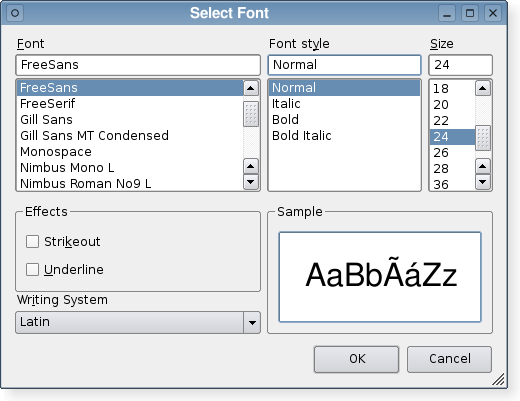 Select Font
Font
Font style
Size
FreeSans
Normal
24
FreeSans
FreeSerif
Gill Sans
Gill Sans MT Condensed
Monospace
Nimbus Mono L
Nimbus Roman No9 L
Normal
Italic
Bold
Bold Italic
18
20
22
24
26
28
36
Effects
Strikeout
Underline
Sample
AaBbÃáZz
Writing System
Latin
OK
Cancel